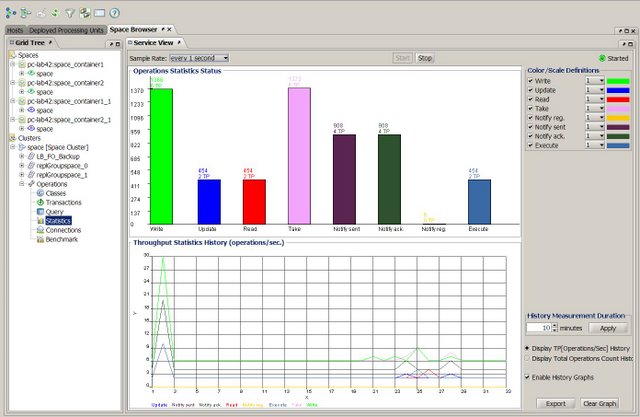 Hosts Deployed Processing Units Space Browser
Grid Tree
Service View
Spaces
pc-lab42:space_container1
space
pc-lab42:space_container2
space
pc-lab42:space_container1_1
space
pc-lab42:space_container2_1
space
Clusters
space [Space Cluster]
LB_FO_Backup
replGroupspace_0
replGroupspace_1
Operations
Classes
Transactions
Query
Statistics
Connections
Benchmark
Sample Rate: every 1 second
Start Stop
Started
Operations Statistics Status
1370
1233
1096
959
822
685
548
411
274
137
0
4 TP
454
2 TP
454
2 TP
4 TP
908
4 TP
908
4 TP
454
2 TP
Write Update Read Take Notify sent Notify ack. Notify reg. Execute
Color/Scale Definitions
Write 1
Update 1
Read 1
Take 1
Notify reg. 1
Notify sent 1
Notify ack. 1
Execute 1
Throughput Statistics History (operations/sec.)
30
27
24
21
18
15
12
9
6
3
0
Y
1 3 5 7 9 11 13 15 17 19 21 23 25 27 29 31 33
X
Update Notify sent Notify ack. Read Notify reg. Execute Take Write
History Measurement Duration
10 minutes Apply
Display TP[Operations/Sec] History
Display Total Operations Count Histo
Enable History Graphs
Export Clear Graph